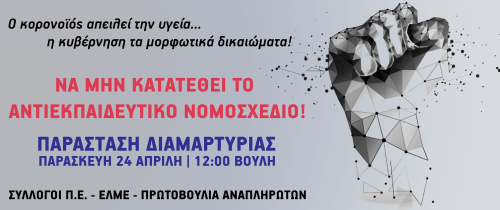 Ο κορονοϊός απειλεί την υγεία...
η κυβέρνηση τα μορφωτικά δικαιώματα!
ΝΑ ΜΗΝ ΚΑΤΑΤΕΘΕΙ ΤΟ
ΑΝΤΙΕΚΠΑΙΔΕΥΤΙΚΟ ΝΟΜΟΣΧΕΔΙΟ!
ΠΑΡΑΣΤΑΣΗ ΔΙΑΜΑΡΤΥΡΙΑΣ
ΠΑΡΑΣΚΕΥΗ 24 ΑΠΡΙΛΗ | 12:00 ΒΟΥΛΗ
ΣΥΛΛΟΓΟΙ Π.Ε. - ΕΛΜΕ - ΠΡΩΤΟΒΟΥΛΙΑ ΑΝΑΠΛΗΡΩΤΩΝ